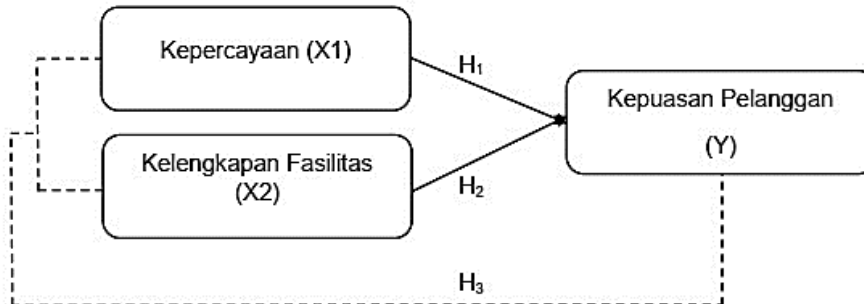 Kepercayaan (X1)
H₁
Kepuasan Pelanggan
(Y)
Kelengkapan Fasilitas
(X2)
H₂
H₃